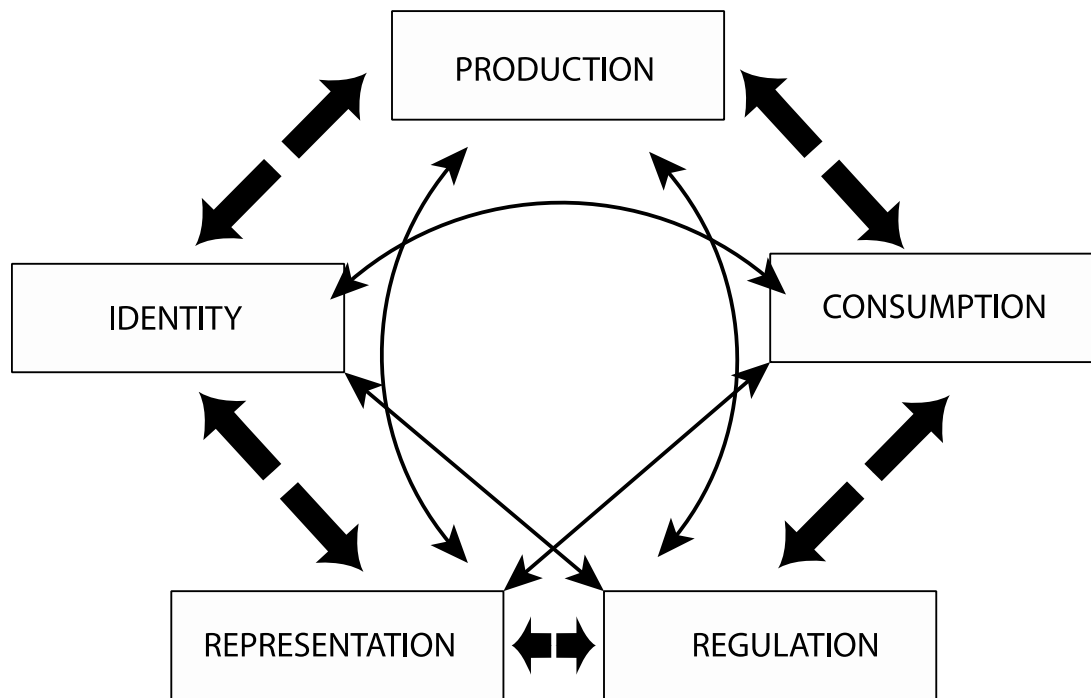 PRODUCTION
IDENTITY
CONSUMPTION
REPRESENTATION
REGULATION